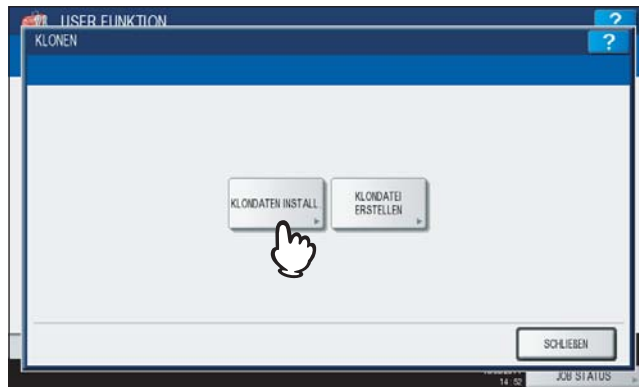 USER FUNKTION
?
KLONEN
?
KLONDATEN INSTALL.
KLONDATEI
ERSTELLEN
SCHLIEßEN
14:52
JOB STATUS